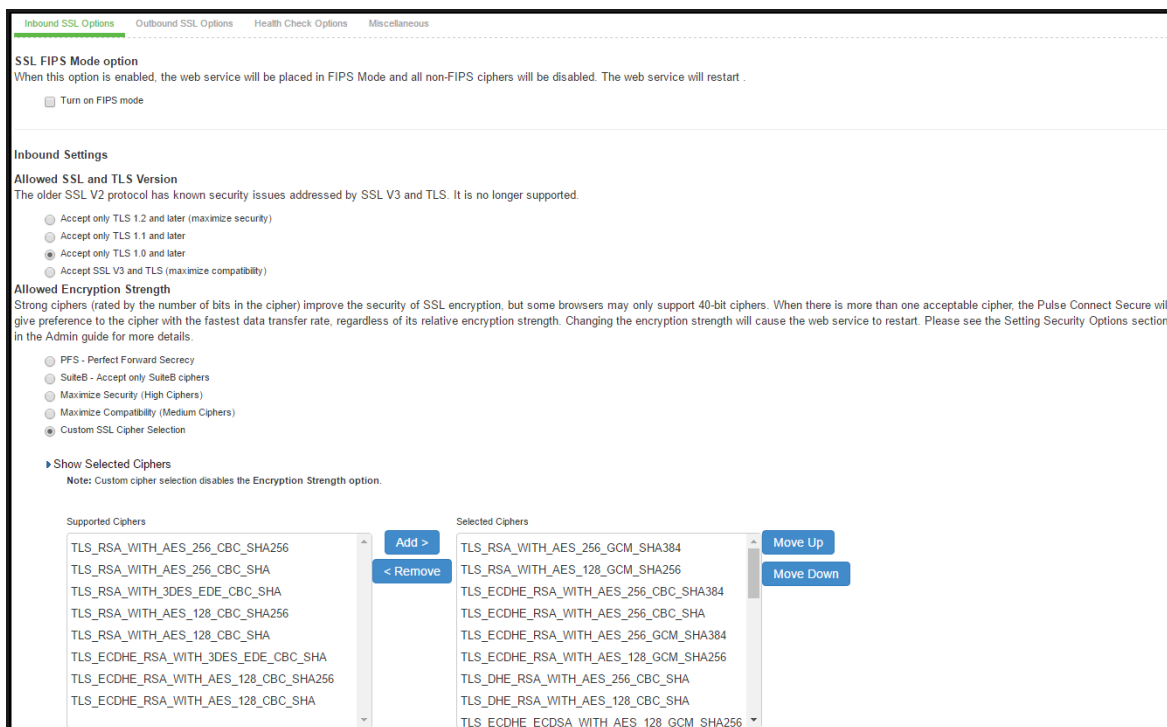 Inbound SSL Options Outbound SSL Options Health Check Options Miscellaneous
SSL FIPS Mode option
When this option is enabled, the web service will be placed in FIPS Mode and all non-FIPS ciphers will be disabled. The web service will restart .
Turn on FIPS mode
Inbound Settings
Allowed SSL and TLS Version
The older SSL V2 protocol has known security issues addressed by SSL V3 and TLS. It is no longer supported.
Accept only TLS 1.2 and later (maximize security)
Accept only TLS 1.1 and later
Accept only TLS 1.0 and later
Accept SSL V3 and TLS (maximize compatibility)
Allowed Encryption Strength
Strong ciphers (rated by the number of bits in the cipher) improve the security of SSL encryption, but some browsers may only support 40-bit ciphers. When there is more than one acceptable cipher, the Pulse Connect Secure wil
give preference to the cipher with the fastest data transfer rate, regardless of its relative encryption strength. Changing the encryption strength will cause the web service to restart. Please see the Setting Security Options section
in the Admin guide for more details.
PFS - Perfect Forward Secrecy
SuiteB - Accept only SuiteB ciphers
Maximize Security (High Ciphers)
Maximize Compatibility (Medium Ciphers)
Custom SSL Cipher Selection
Show Selected Ciphers
Note: Custom cipher selection disables the Encryption Strength option.
Supported Ciphers
TLS_RSA_WITH_AES_256_CBC_SHA256
TLS_RSA_WITH_AES_256_CBC_SHA
TLS_RSA_WITH_3DES_EDE_CBC_SHA
TLS_RSA_WITH_AES_128_CBC_SHA256
TLS_RSA_WITH_AES_128_CBC_SHA
TLS_ECDHE_RSA_WITH_3DES_EDE_CBC_SHA
TLS_ECDHE_RSA_WITH_AES_128_CBC_SHA256
TLS_ECDHE_RSA_WITH_AES_128_CBC_SHA
Add >
< Remove
Selected Ciphers
TLS_RSA_WITH_AES_256_GCM_SHA384
TLS_RSA_WITH_AES_128_GCM_SHA256
TLS_ECDHE_RSA_WITH_AES_256_CBC_SHA384
TLS_ECDHE_RSA_WITH_AES_256_CBC_SHA
TLS_ECDHE_RSA_WITH_AES_256_GCM_SHA384
TLS_ECDHE_RSA_WITH_AES_128_GCM_SHA256
TLS_DHE_RSA_WITH_AES_256_CBC_SHA
TLS_DHE_RSA_WITH_AES_128_CBC_SHA
TLS_ECDHE_ECDSA_WITH_AES_128_GCM_SHA256
Move Up
Move Down